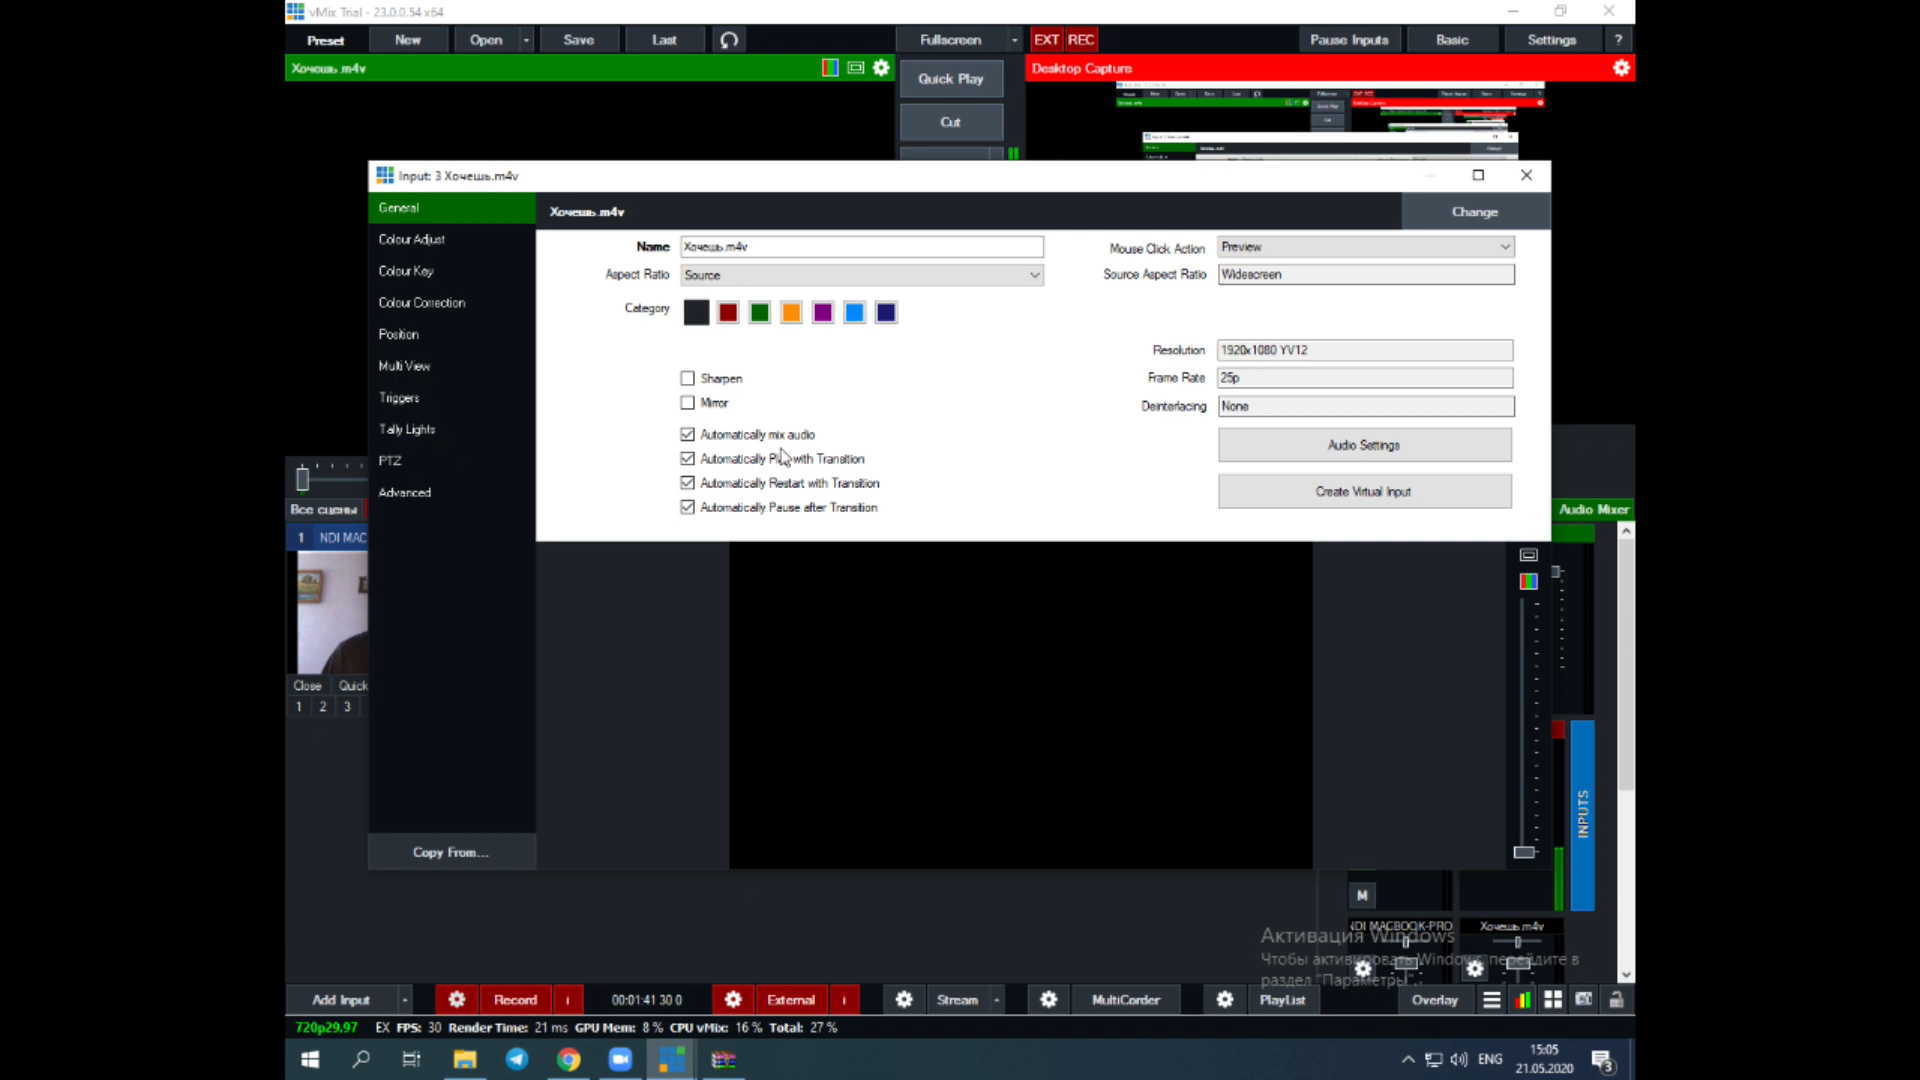 vMix Trial - 23.0.0.54 x64
Preset New Open Save Last Fullscreen EXT REC Pause Inputs Basic Settings ?
Хочешь.m4v
Quick Play
Cut
Desktop Capture
Input: 3 Хочешь.m4v
General
Colour Adjust
Colour Key
Colour Correction
Position
Multi View
Triggers
Tally Lights
PTZ
Advanced
Copy From...
Хочешь.m4v Change
Name Хочешь.m4v
Aspect Ratio Source
Category
Sharpen
Mirror
Automatically mix audio
Automatically with Transition
Automatically Restart with Transition
Automatically Pause after Transition
Mouse Click Action Preview
Source Aspect Ratio Widescreen
Resolution 1920x1080 YV12
Frame Rate 25p
Deinterlacing None
Audio Settings
Create Virtual Input
Все сцены
1 NDI MAC
Close Quick
1 2 3
Audio Mixer
INPUTS
M
NDI MACBOOK-PRO Хочешь.m4v
Активация Windows
Чтобы активировать Windows, перейдите в
раздел "Параметры".
Add Input Record i 00:01:41 30 0 External i Stream MultiCorder PlayList Overlay
720p29,97 EX FPS: 30 Render Time: 21 ms GPU Mem: 8 % CPU vMix: 16 % Total: 27 %
ENG 15:05
21.05.2020
3